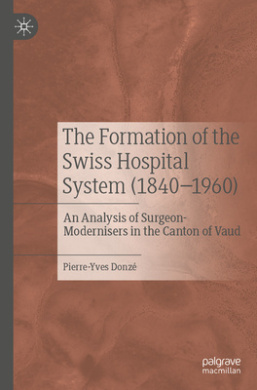 The Formation of the
Swiss Hospital
System (1840–1960)
An Analysis of Surgeon-
Modernisers in the Canton of Vaud
Pierre-Yves Donzé
palgrave
macmillan